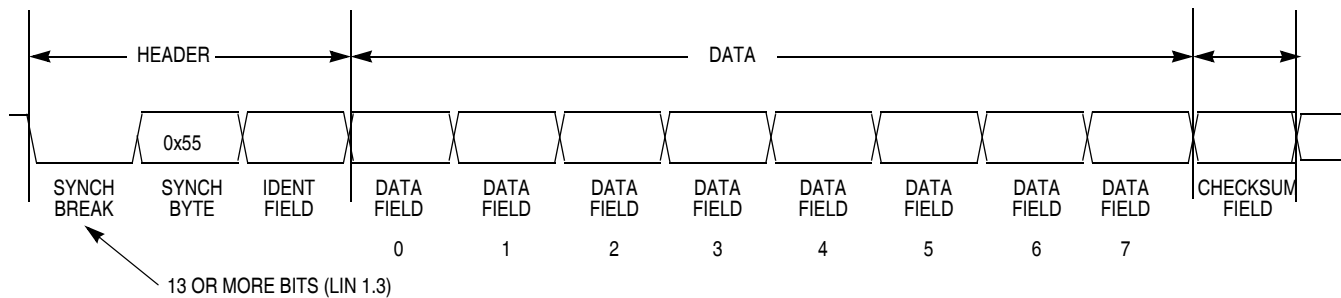 HEADER
DATA
0x55
SYNCH BREAK
SYNCH BYTE
IDENT FIELD
DATA FIELD 0
DATA FIELD 1
DATA FIELD 2
DATA FIELD 3
DATA FIELD 4
DATA FIELD 5
DATA FIELD 6
DATA FIELD 7
CHECKSUM FIELD
13 OR MORE BITS (LIN 1.3)